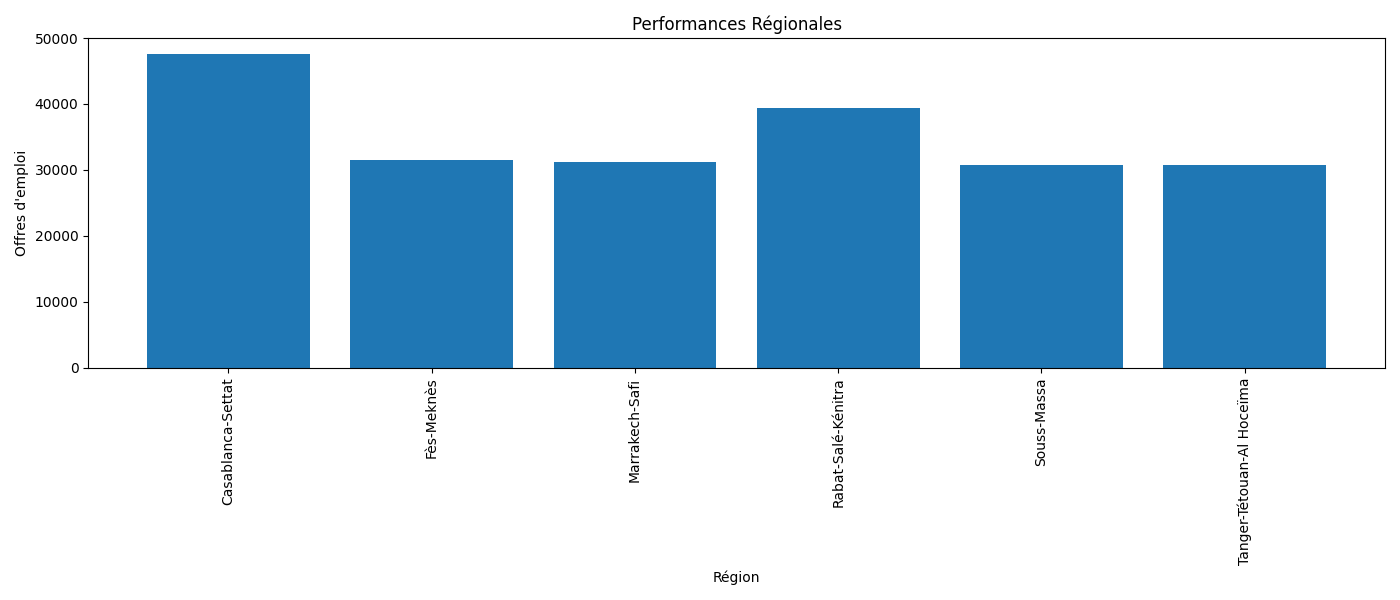 Performances Régionales
Offres d'emploi
50000
40000
30000
20000
10000
0
Casablanca-Settat
Fès-Meknès
Marrakech-Safi
Rabat-Salé-Kénitra
Souss-Massa
Tanger-Tétouan-Al Hoceïma
Région